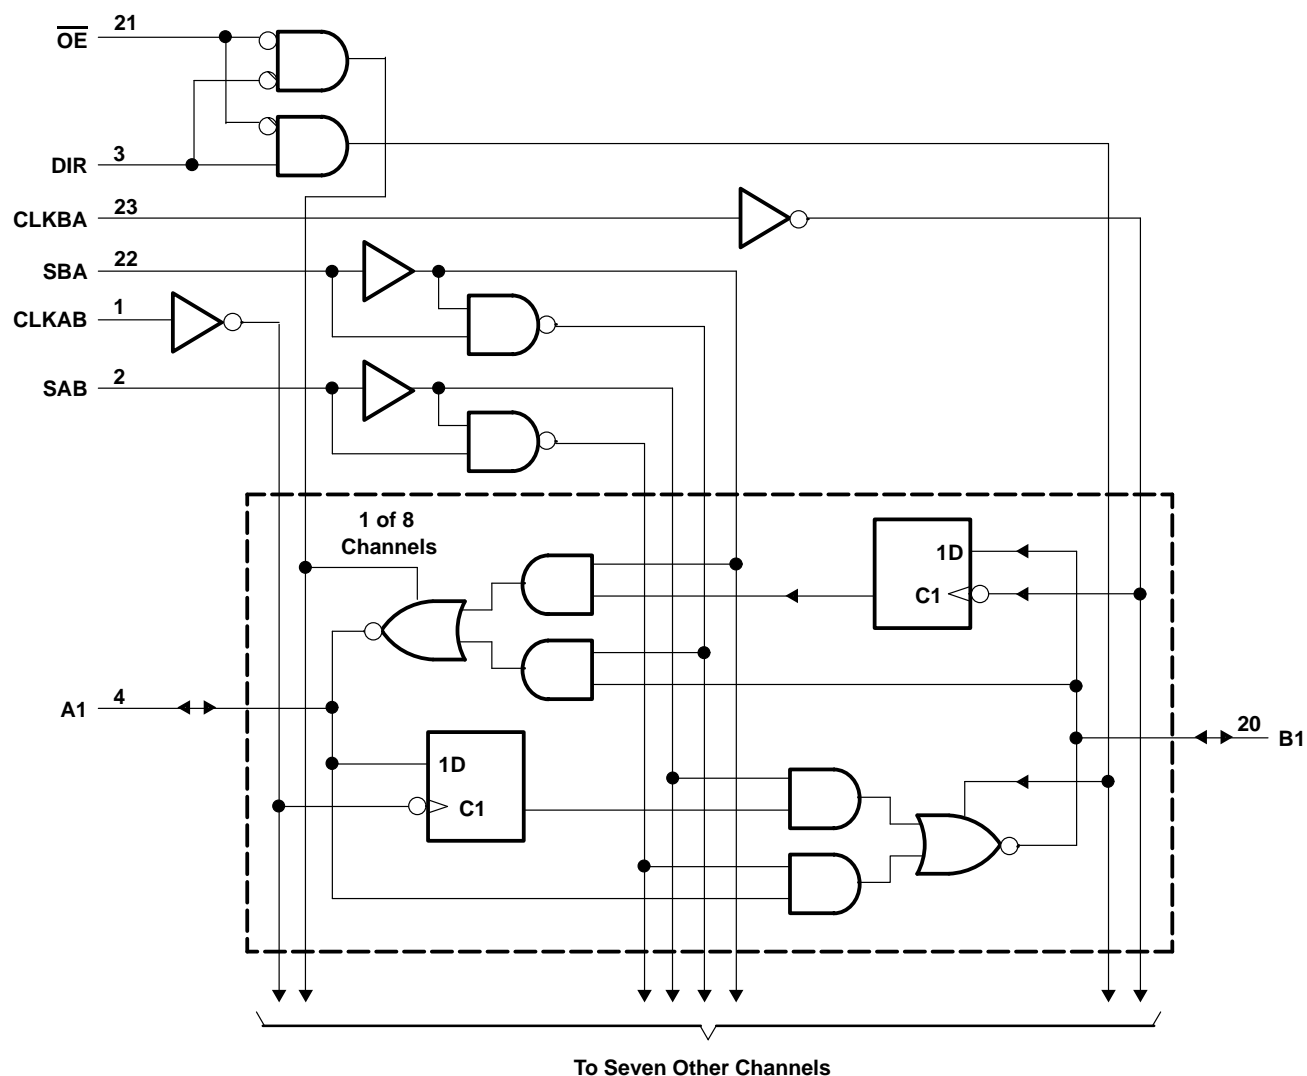 OE 21
DIR 3
CLKBA 23
SBA 22
CLKAB 1
SAB 2
1 of 8
Channels
1D
C1
A1 4
20 B1
1D
C1
To Seven Other Channels